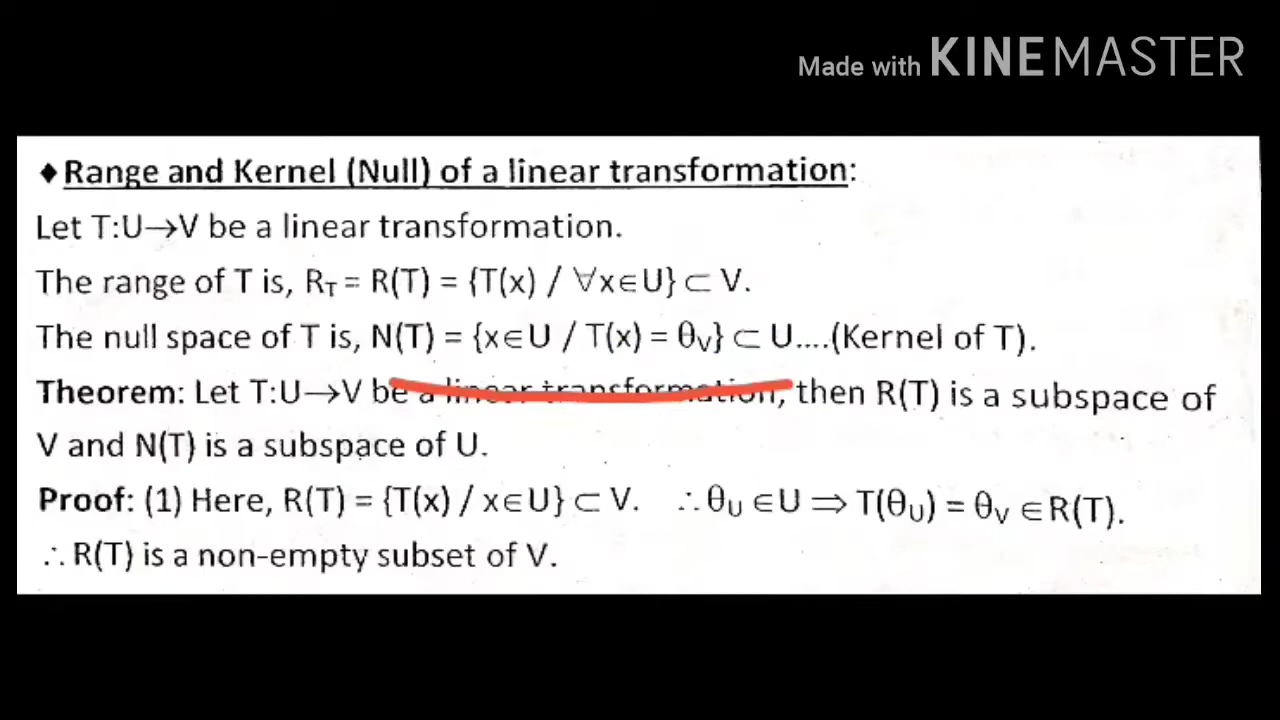 Made with KINEMASTER
♦Range and Kernel (Null) of a linear transformation:
Let T:U→V be a linear transformation.
The range of T is, R_T = R(T) = {T(x) / ∀x∈U} ⊂ V.
The null space of T is, N(T) = {x∈U / T(x) = θ_V} ⊂ U....(Kernel of T).
Theorem: Let T:U→V be a linear transformation, then R(T) is a subspace of
V and N(T) is a subspace of U.
Proof: (1) Here, R(T) = {T(x) / x∈U} ⊂ V. ∴θ_U ∈U ⇒ T(θ_U) = θ_V ∈R(T).
∴ R(T) is a non-empty subset of V.